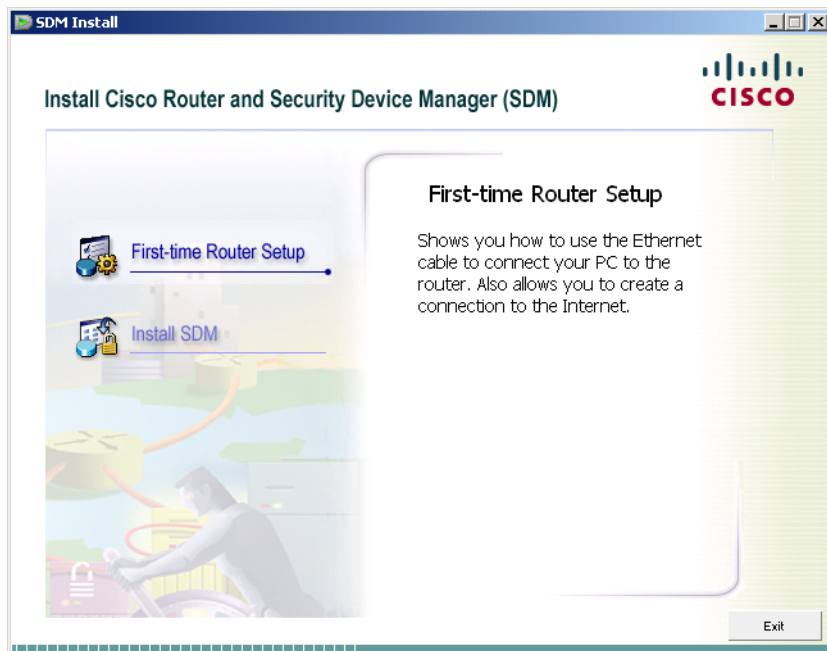 SDM Install
CISCO
Install Cisco Router and Security Device Manager (SDM)
First-time Router Setup
Install SDM
First-time Router Setup
Shows you how to use the Ethernet
cable to connect your PC to the
router. Also allows you to create a
connection to the Internet.
Exit